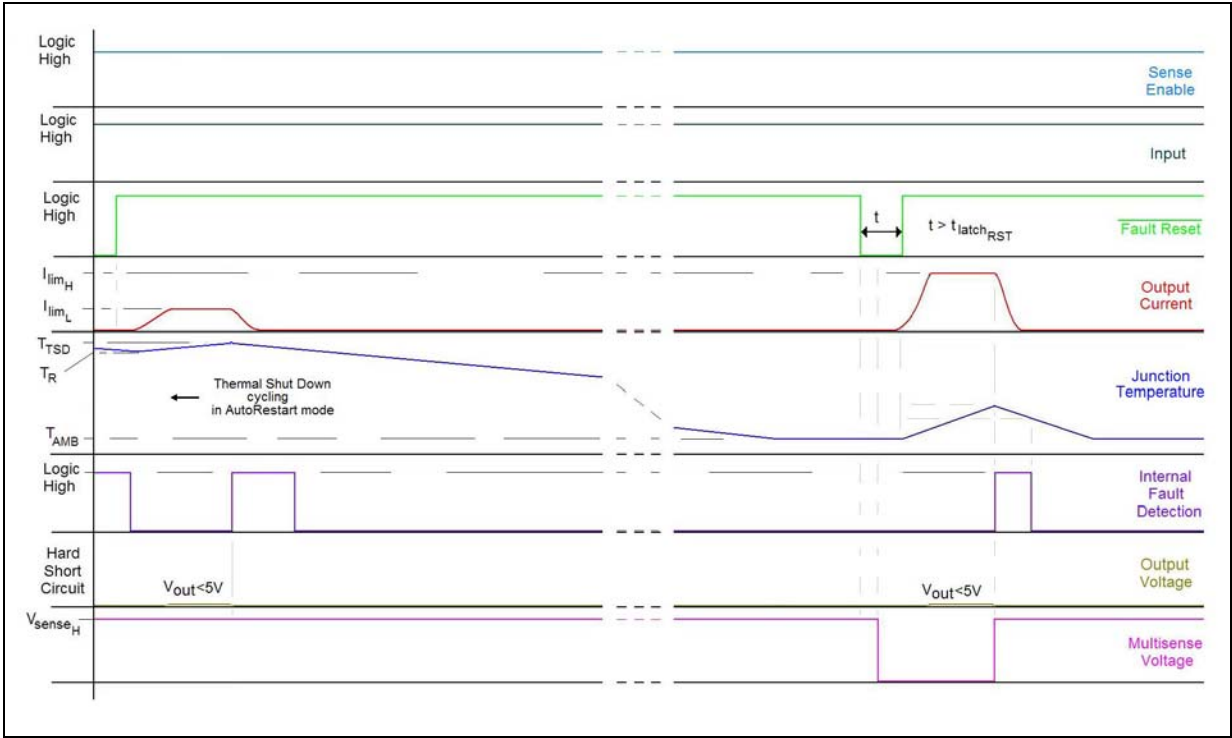 Logic
High
Sense
Enable
Logic
High
Input
Logic
High
t
t > tlatchRST
Fault Reset
IlimH
IlimL
Output
Current
TTSD
TR
Thermal Shut Down
cycling
in AutoRestart mode
TAMB
Junction
Temperature
Logic
High
Internal
Fault
Detection
Hard
Short
Circuit
Vout<5V
Vout<5V
Output
Voltage
VsenseH
Multisense
Voltage